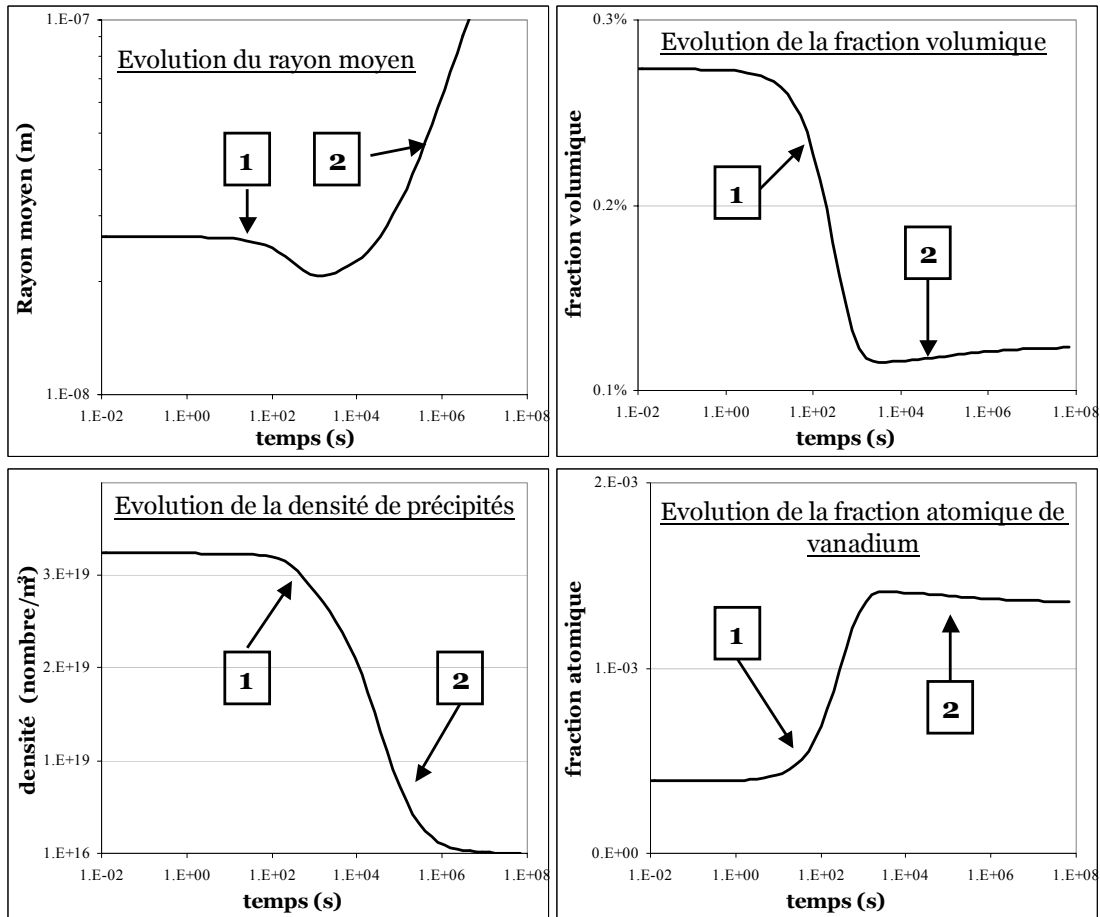 1.E-07
Evolution du rayon moyen
1
2
Rayon moyen (m)
1.E-08
1.E-02 1.E+00 1.E+02 1.E+04 1.E+06 1.E+08
temps (s)
0.3%
Evolution de la fraction volumique
1
0.2%
2
fraction volumique
0.1%
1.E-02 1.E+00 1.E+02 1.E+04 1.E+06 1.E+08
temps (s)
Evolution de la densité de précipités
3.E+19
1
2.E+19
2
1.E+19
densité (nombre/m³)
1.E+16
1.E-02 1.E+00 1.E+02 1.E+04 1.E+06 1.E+08
temps (s)
2.E-03
Evolution de la fraction atomique de
vanadium
1
1.E-03
2
fraction atomique
0.E+00
1.E-02 1.E+00 1.E+02 1.E+04 1.E+06 1.E+08
temps (s)